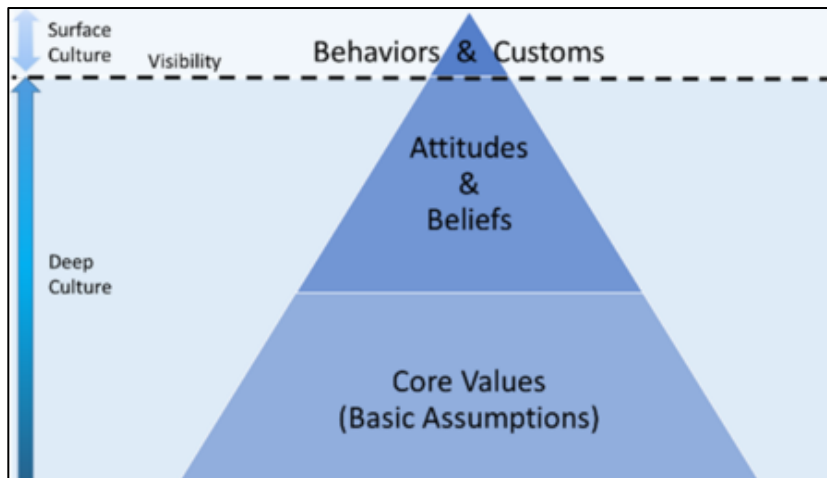 Surface
Culture
Visibility
Behaviors & Customs
Attitudes
&
Beliefs
Deep
Culture
Core Values
(Basic Assumptions)